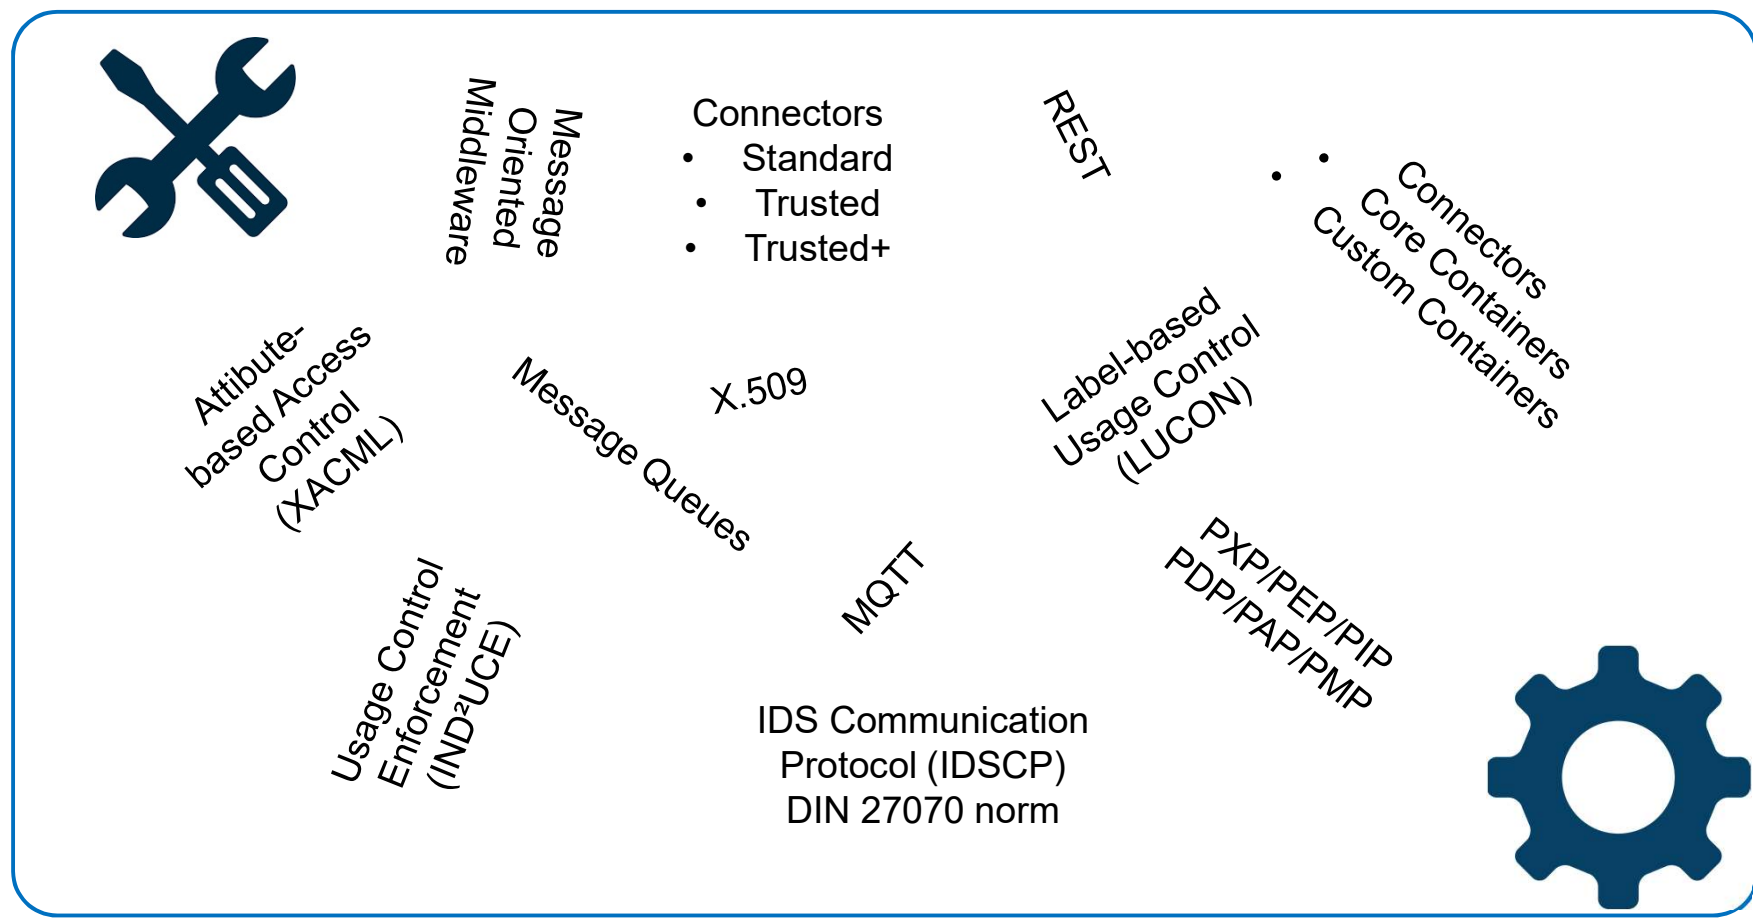 Message
Oriented
Middleware
Connectors
• Standard
• Trusted
• Trusted+
REST
Connectors
• Core Containers
• Custom Containers
Attibute-
based Access
Control
(XACML)
Message Queues
X.509
Label-based
Usage Control
(LUCON)
Usage Control
Enforcement
(IND²UCE)
MQTT
PXP/PEP/PIP
PDP/PAP/PMP
IDS Communication
Protocol (IDSCP)
DIN 27070 norm